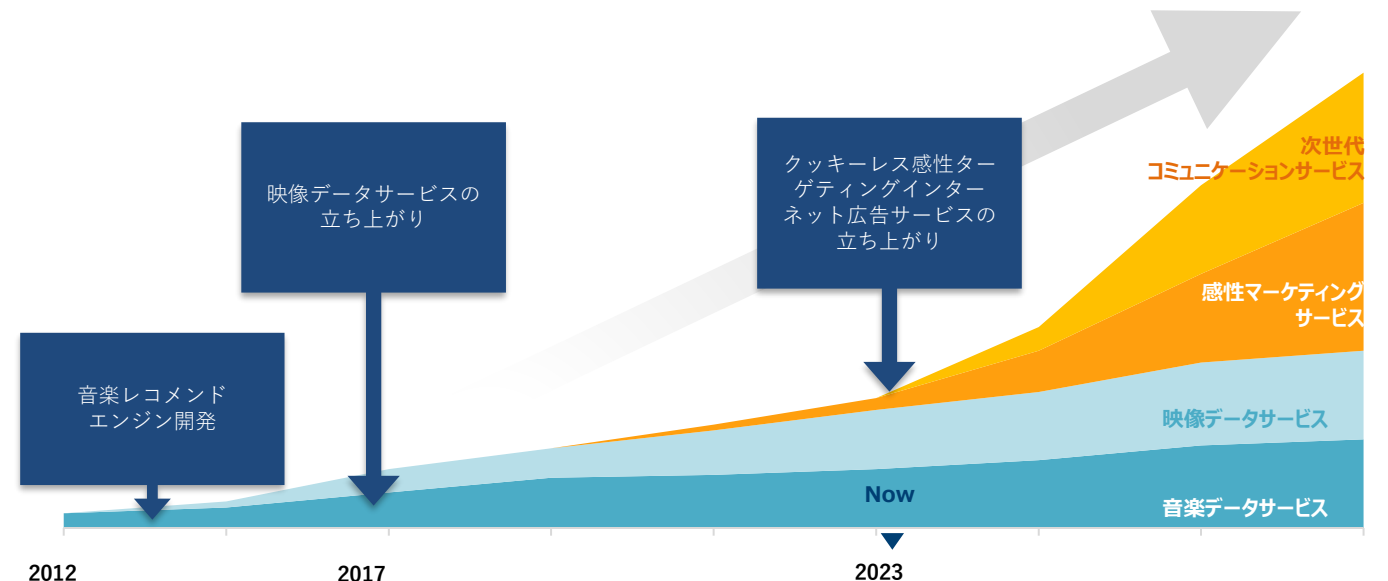 音楽レコメンド
エンジン開発
映像データサービスの
立ち上がり
クッキーレス感性ター
ゲティングインター
ネット広告サービスの
立ち上がり
次世代
コミュニケーションサービス
感性マーケティング
サービス
映像データサービス
音楽データサービス
Now
2012
2017
2023